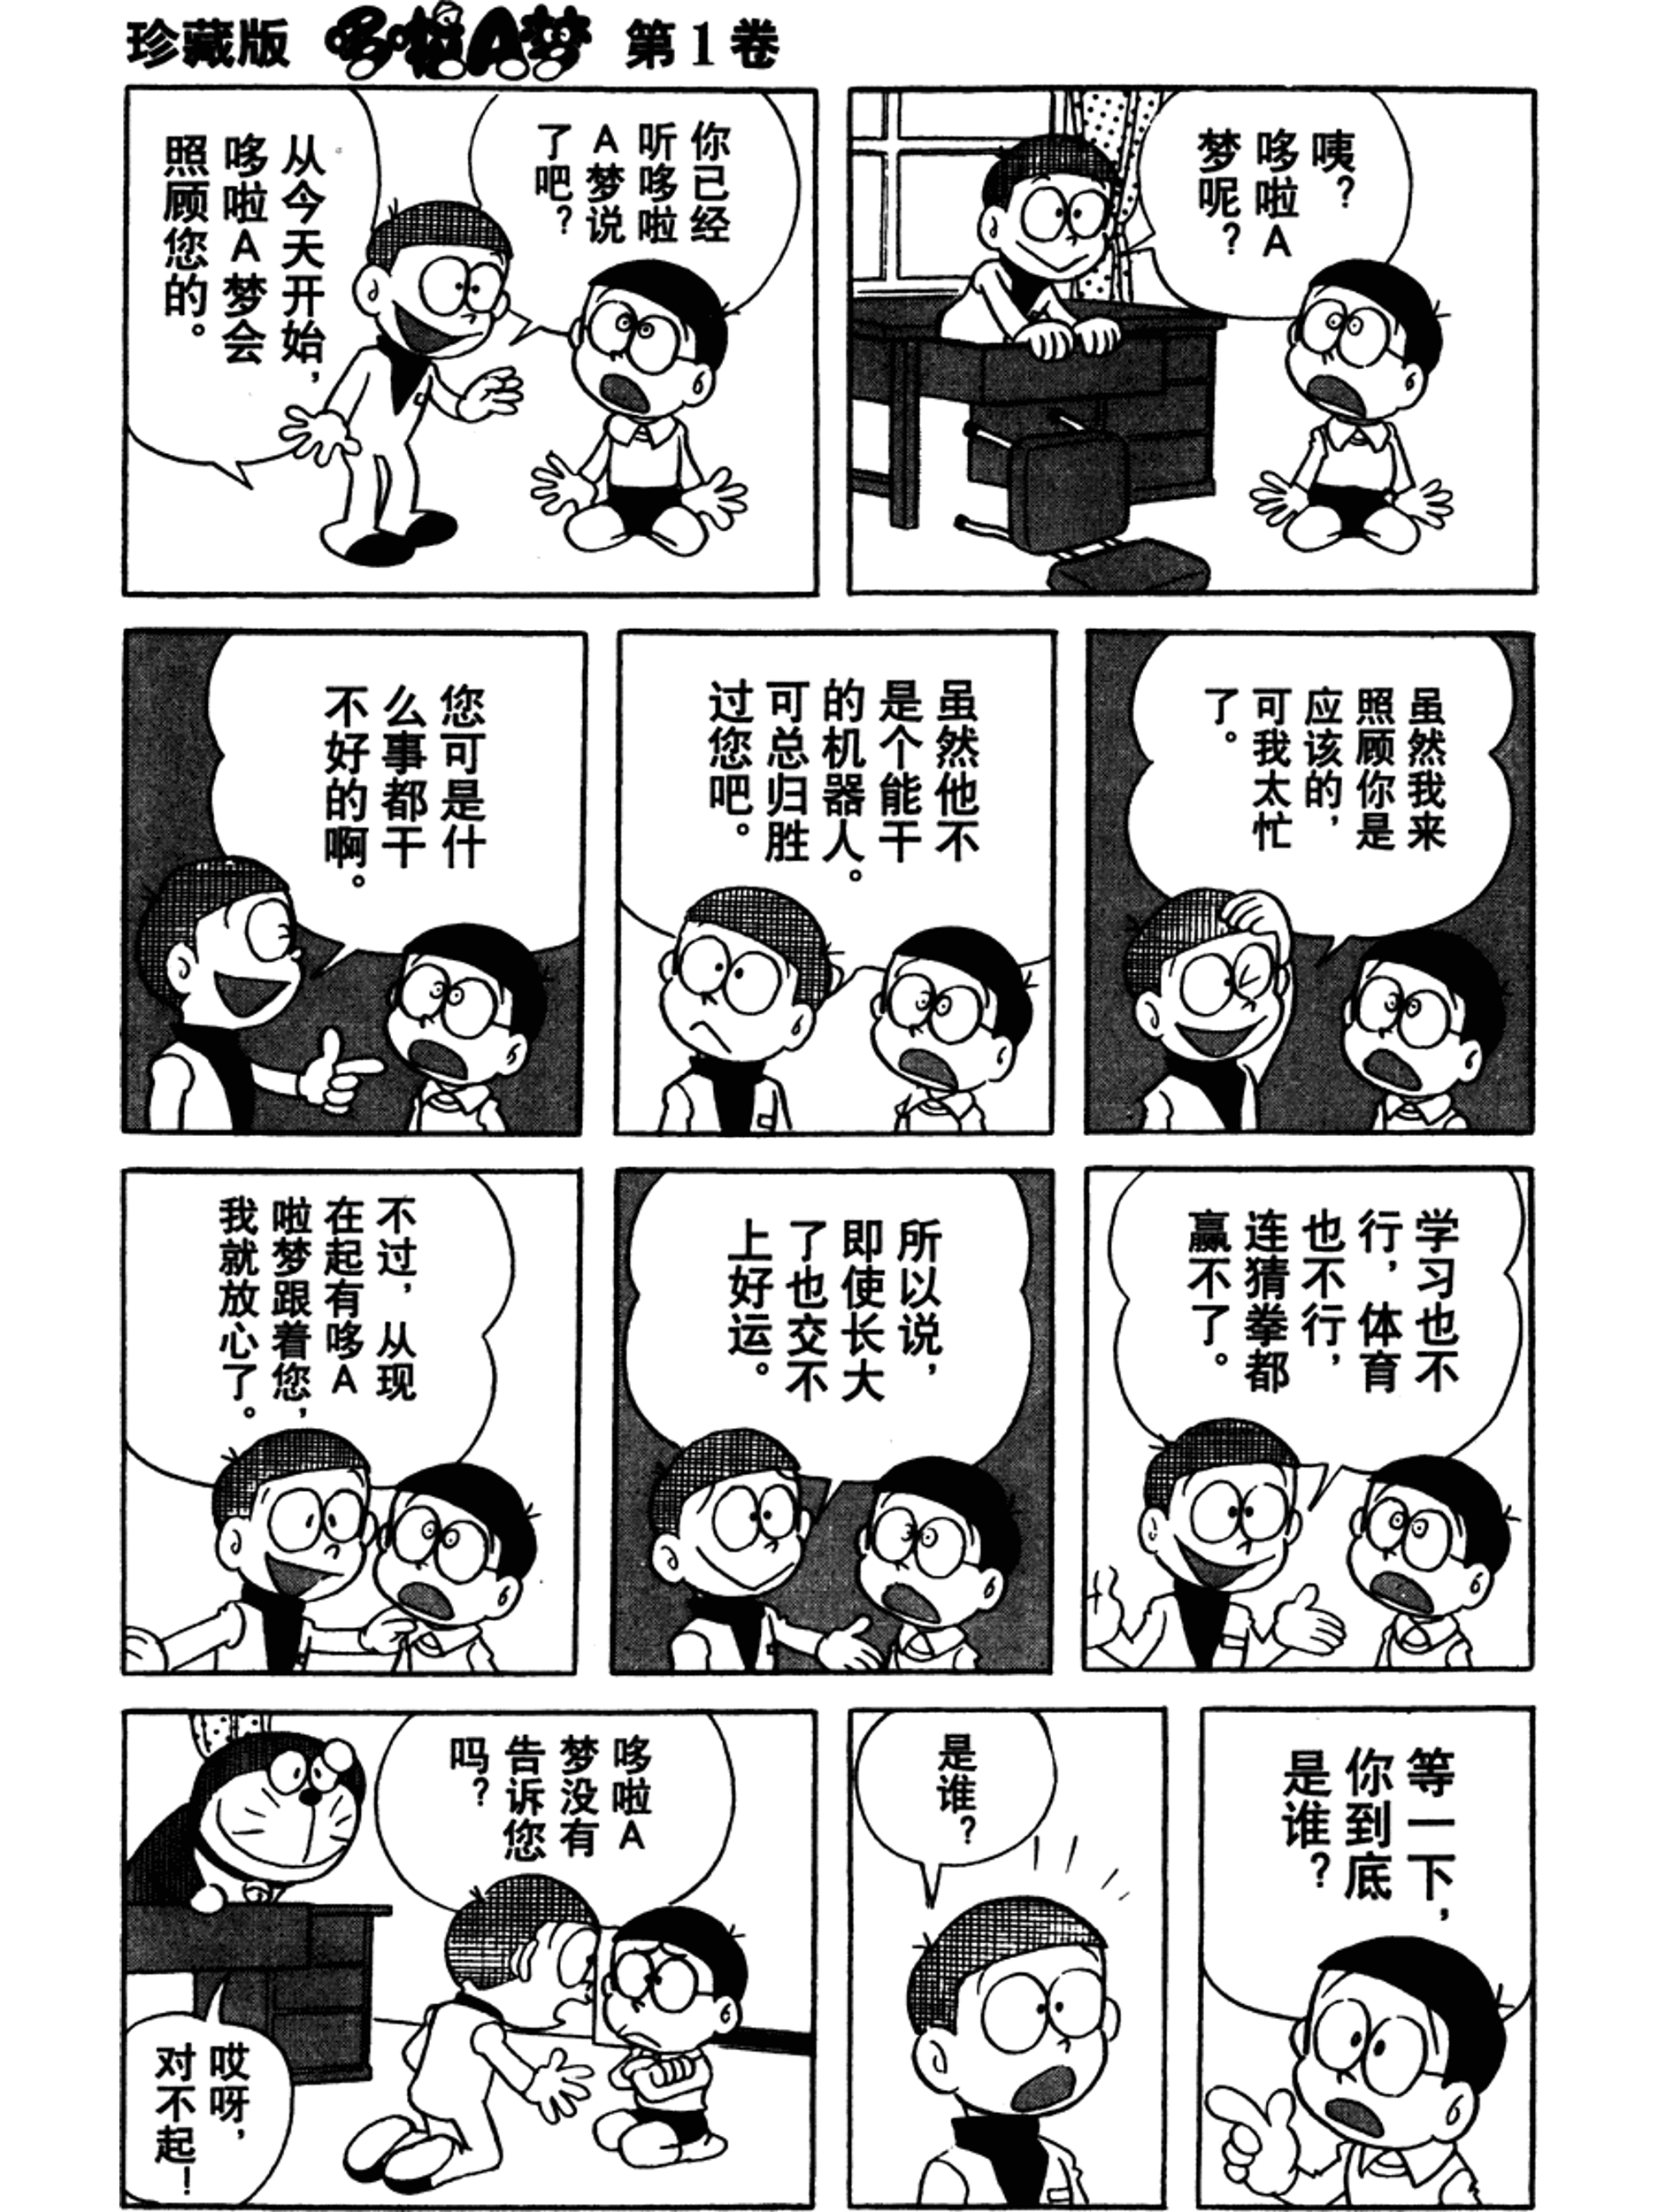 珍藏版 哆啦A梦 第1卷
咦？
哆啦A
梦呢？
你已经
听哆啦
A梦说
了吧？
从今天开始，
哆啦A梦会
照顾您的。
虽然我来
照顾你是
应该的，
可我太忙
了。
虽然他不
是个能干
的机器人。
可总归胜
过您吧。
您可是什
么事都干
不好的啊。
学习也不
行，体育
也不行，
连猜拳都
赢不了。
所以说，
即使长大
了也交不
上好运。
不过，从现
在起有哆A
啦梦跟着您，
我就放心了。
等一下，
你到底
是谁？
是谁？
哆啦A
梦没有
告诉您
吗？
哎呀，
对不起！